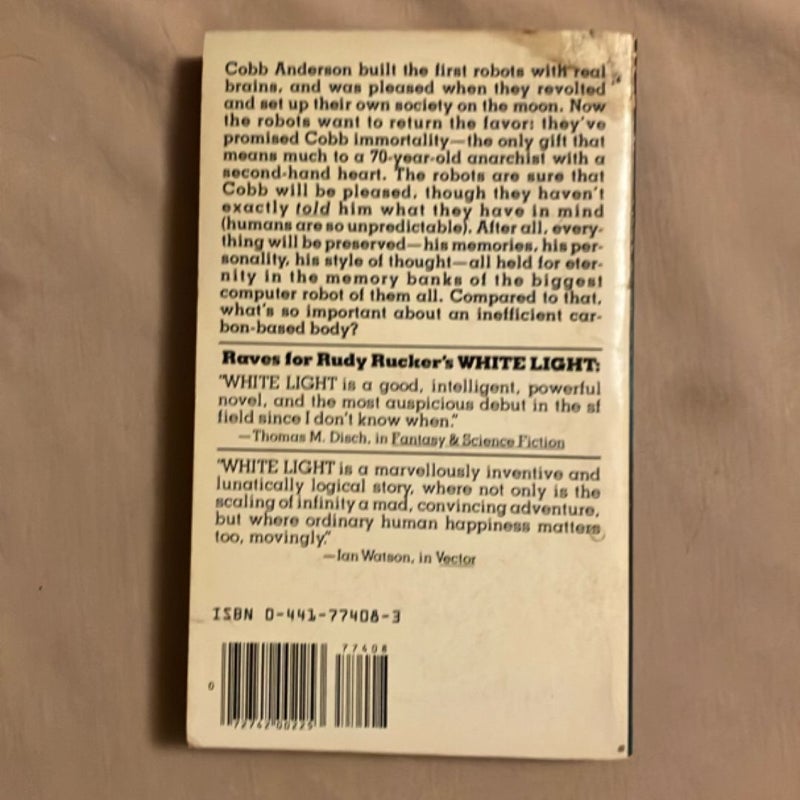 Cobb Anderson built the first robots with real
brains, and was pleased when they revolted
and set up their own society on the moon. Now
the robots want to return the favor: they've
promised Cobb immortality—the only gift that
means much to a 70-year-old anarchist with a
second-hand heart. The robots are sure that
Cobb will be pleased, though they haven't
exactly told him what they have in mind
(humans are so unpredictable). After all, every-
thing will be preserved—his memories, his per-
sonality, his style of thought—all held for eter-
nity in the memory banks of the biggest
computer robot of them all. Compared to that,
what's so important about an inefficient car-
bon-based body?
Raves for Rudy Rucker's WHITE LIGHT:
"WHITE LIGHT is a good, intelligent, powerful
novel, and the most auspicious debut in the sf
field since I don't know when."
—Thomas M. Disch, in Fantasy & Science Fiction
"WHITE LIGHT is a marvellously inventive and
lunatically logical story, where not only is the
scaling of infinity a mad, convincing adventure,
but where ordinary human happiness matters
too, movingly."
—Ian Watson, in Vector
ISBN 0-441-77408-3
77408
0
72742 00225